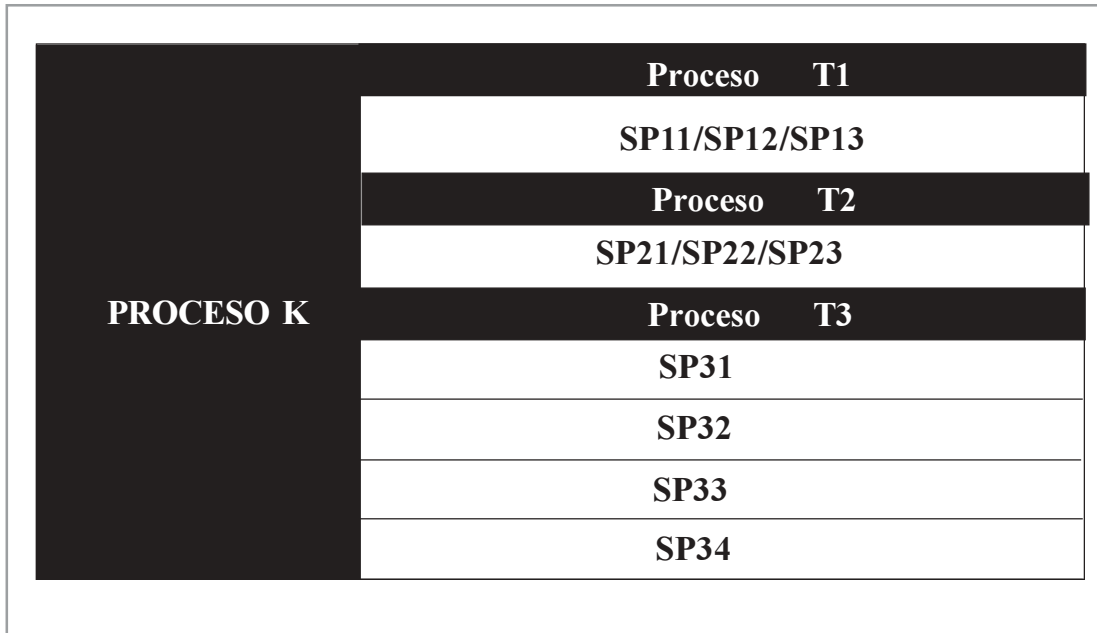 Proceso T1
SP11/SP12/SP13
Proceso T2
SP21/SP22/SP23
PROCESO K
Proceso T3
SP31
SP32
SP33
SP34